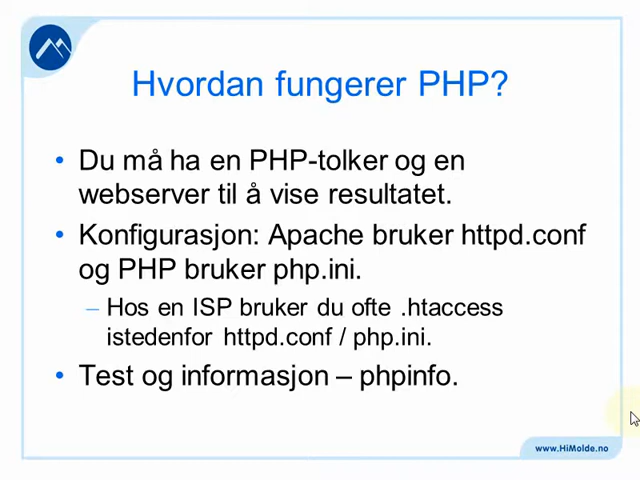 Hvordan fungerer PHP?
• Du må ha en PHP-tolker og en
webserver til å vise resultatet.
• Konfigurasjon: Apache bruker httpd.conf
og PHP bruker php.ini.
– Hos en ISP bruker du ofte .htaccess
istedenfor httpd.conf / php.ini.
• Test og informasjon – phpinfo.
www.HiMolde.no